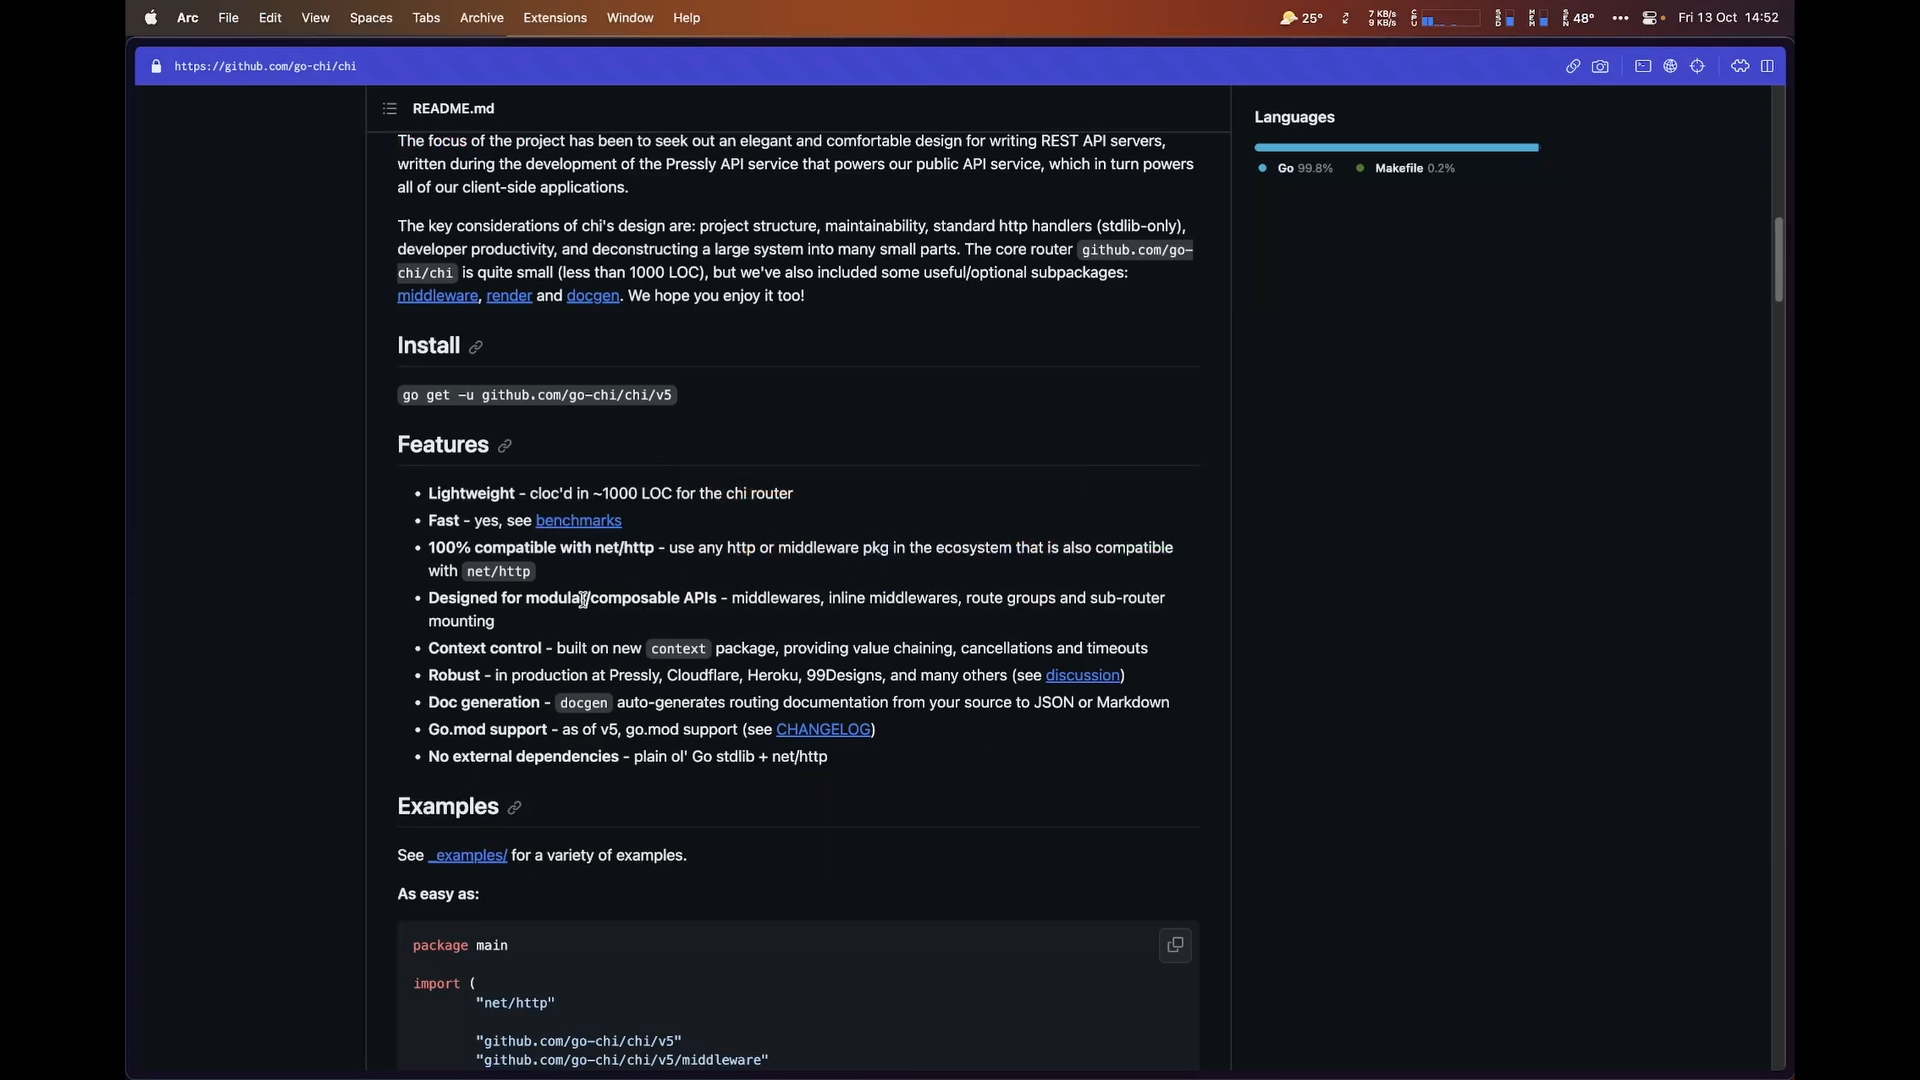 Arc File Edit View Spaces Tabs Archive Extensions Window Help 25° 7 KB/s 9 KB/s CPU SSD MEM SEN 48° Fri 13 Oct 14:52
https://github.com/go-chi/chi
README.md
The focus of the project has been to seek out an elegant and comfortable design for writing REST API servers,
written during the development of the Pressly API service that powers our public API service, which in turn powers
all of our client-side applications.
The key considerations of chi's design are: project structure, maintainability, standard http handlers (stdlib-only),
developer productivity, and deconstructing a large system into many small parts. The core router github.com/go-
chi/chi is quite small (less than 1000 LOC), but we've also included some useful/optional subpackages:
middleware, render and docgen. We hope you enjoy it too!
Install
go get -u github.com/go-chi/chi/v5
Features
• Lightweight - cloc'd in ~1000 LOC for the chi router
• Fast - yes, see benchmarks
• 100% compatible with net/http - use any http or middleware pkg in the ecosystem that is also compatible
with net/http
• Designed for modular/composable APIs - middlewares, inline middlewares, route groups and sub-router
mounting
• Context control - built on new context package, providing value chaining, cancellations and timeouts
• Robust - in production at Pressly, Cloudflare, Heroku, 99Designs, and many others (see discussion)
• Doc generation - docgen auto-generates routing documentation from your source to JSON or Markdown
• Go.mod support - as of v5, go.mod support (see CHANGELOG)
• No external dependencies - plain ol' Go stdlib + net/http
Examples
See _examples/ for a variety of examples.
As easy as:
package main
import (
"net/http"
"github.com/go-chi/chi/v5"
"github.com/go-chi/chi/v5/middleware"
Languages
Go 99.8% Makefile 0.2%